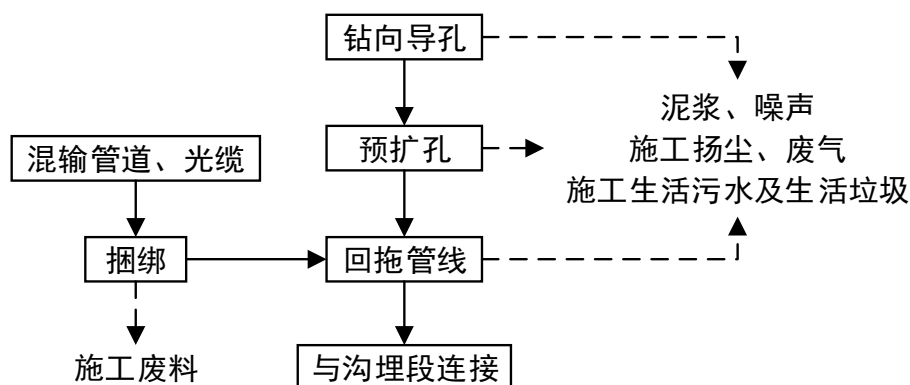 钻向导孔
泥浆、噪声
施工扬尘、废气
施工生活污水及生活垃圾
混输管道、光缆
预扩孔
捆绑
回拖管线
施工废料
与沟埋段连接